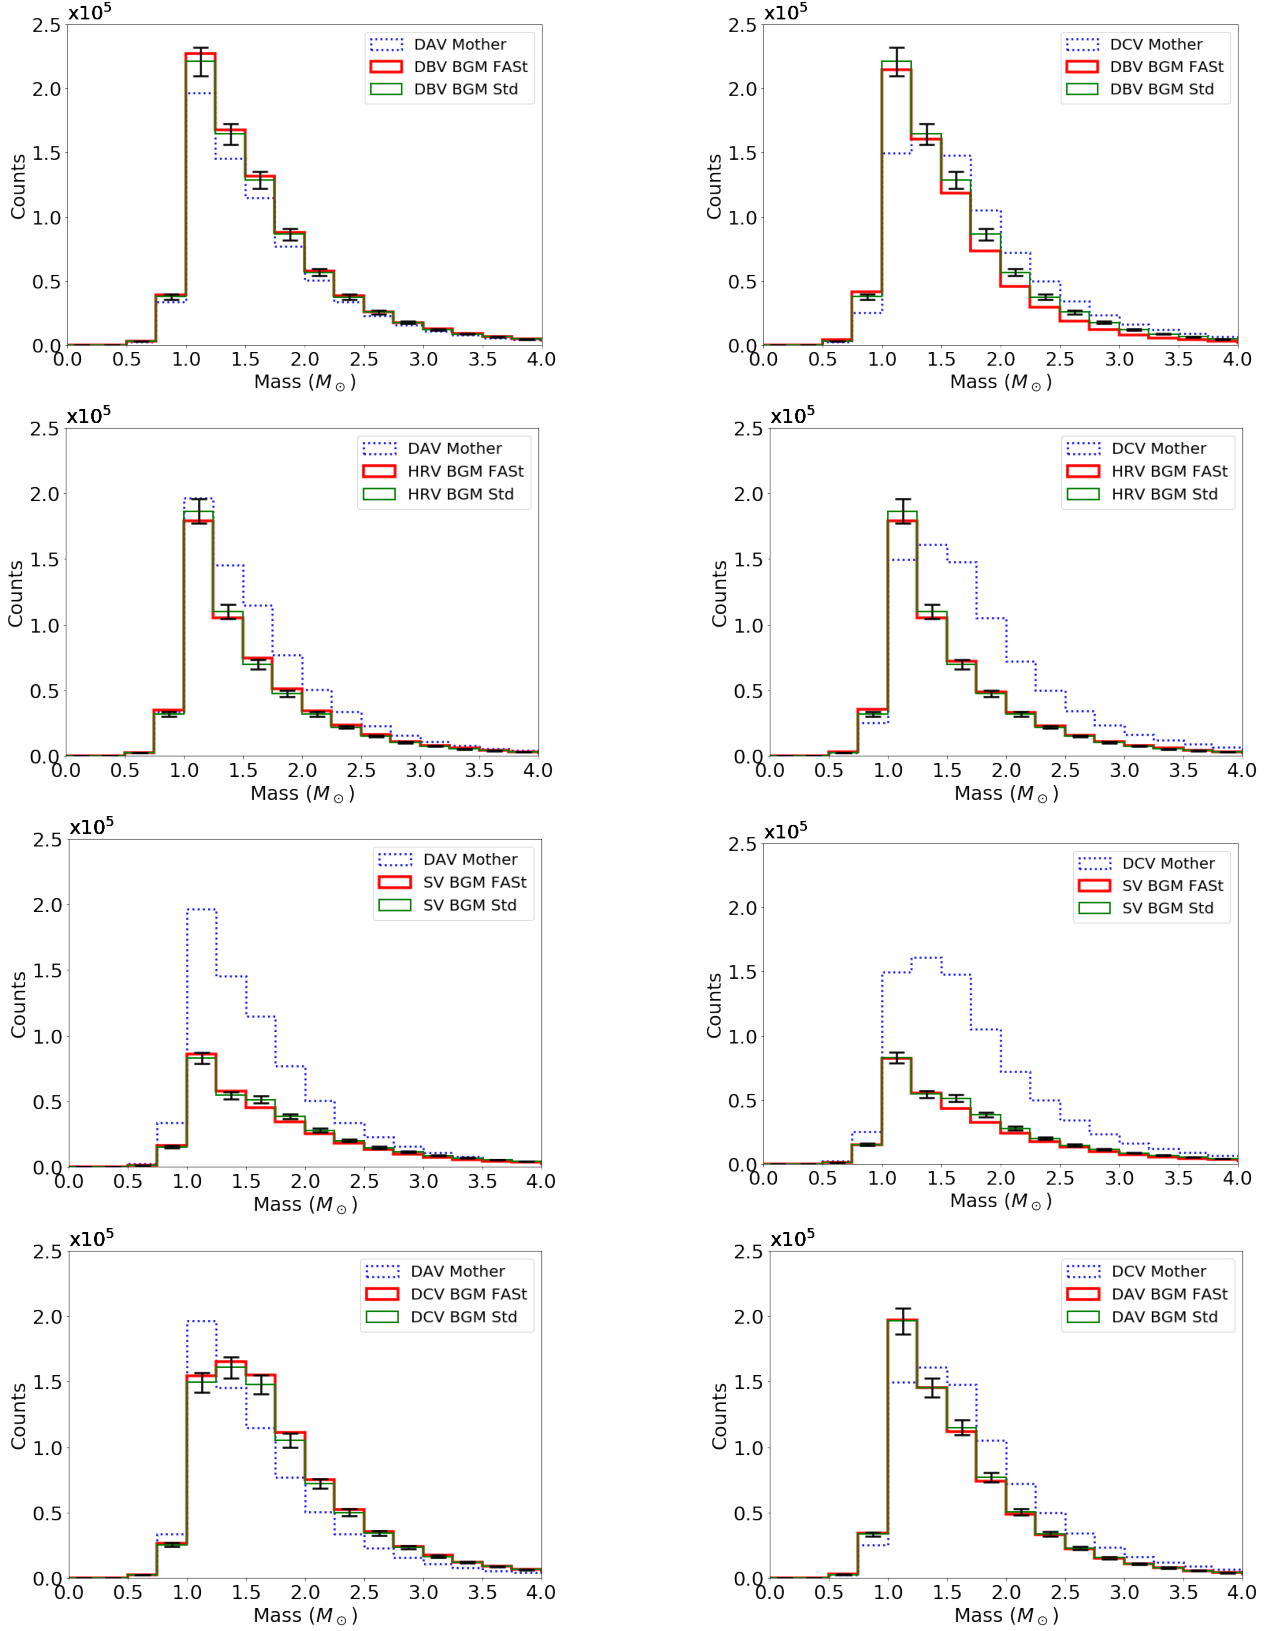 x10⁵
2.5
2.0
1.5
1.0
0.5
0.0
Counts
DAV Mother
DBV BGM FASt
DBV BGM Std
0.0 0.5 1.0 1.5 2.0 2.5 3.0 3.5 4.0
Mass (M⊙)
x10⁵
2.5
2.0
1.5
1.0
0.5
0.0
Counts
DCV Mother
DBV BGM FASt
DBV BGM Std
0.0 0.5 1.0 1.5 2.0 2.5 3.0 3.5 4.0
Mass (M⊙)
x10⁵
2.5
2.0
1.5
1.0
0.5
0.0
Counts
DAV Mother
HRV BGM FASt
HRV BGM Std
0.0 0.5 1.0 1.5 2.0 2.5 3.0 3.5 4.0
Mass (M⊙)
x10⁵
2.5
2.0
1.5
1.0
0.5
0.0
Counts
DCV Mother
HRV BGM FASt
HRV BGM Std
0.0 0.5 1.0 1.5 2.0 2.5 3.0 3.5 4.0
Mass (M⊙)
x10⁵
2.5
2.0
1.5
1.0
0.5
0.0
Counts
DAV Mother
SV BGM FASt
SV BGM Std
0.0 0.5 1.0 1.5 2.0 2.5 3.0 3.5 4.0
Mass (M⊙)
x10⁵
2.5
2.0
1.5
1.0
0.5
0.0
Counts
DCV Mother
SV BGM FASt
SV BGM Std
0.0 0.5 1.0 1.5 2.0 2.5 3.0 3.5 4.0
Mass (M⊙)
x10⁵
2.5
2.0
1.5
1.0
0.5
0.0
Counts
DAV Mother
DCV BGM FASt
DCV BGM Std
0.0 0.5 1.0 1.5 2.0 2.5 3.0 3.5 4.0
Mass (M⊙)
x10⁵
2.5
2.0
1.5
1.0
0.5
0.0
Counts
DCV Mother
DAV BGM FASt
DAV BGM Std
0.0 0.5 1.0 1.5 2.0 2.5 3.0 3.5 4.0
Mass (M⊙)